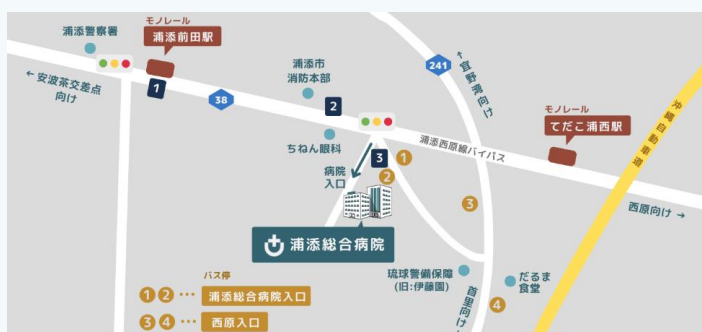 モノレール
浦添前田駅
浦添警察署
← 安波茶交差点
向け
1
38
浦添市
消防本部
2
ちねん眼科
241
↑宜野湾向け
モノレール
てだこ浦西駅
沖縄自動車道
浦添西原線バイパス
西原向け →
病院
入口
3
1
2
3
浦添総合病院
琉球警備保障
(旧:伊藤園)
首里向け
だるま
食堂
4
バス停
1 2 ··· 浦添総合病院入口
3 4 ··· 西原入口